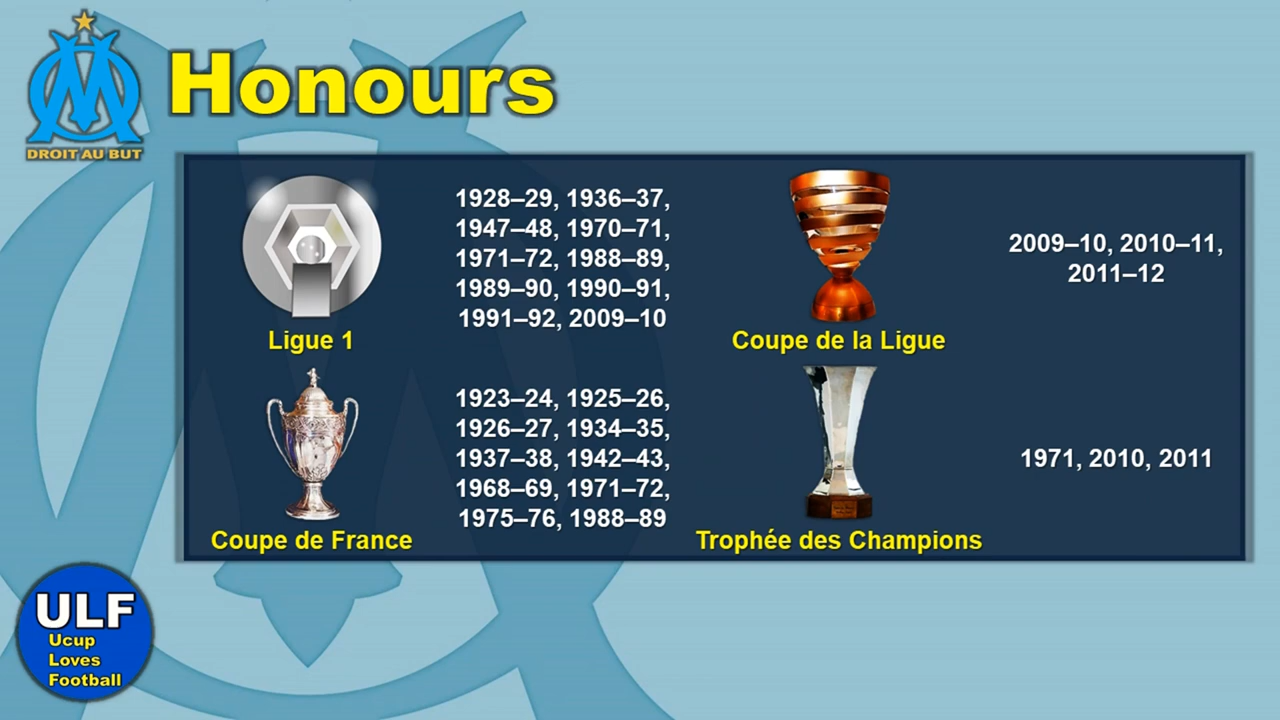 Honours
DROIT AU BUT
1928–29, 1936–37,
1947–48, 1970–71,
1971–72, 1988–89,
1989–90, 1990–91,
1991–92, 2009–10
Ligue 1
2009–10, 2010–11,
2011–12
Coupe de la Ligue
1923–24, 1925–26,
1926–27, 1934–35,
1937–38, 1942–43,
1968–69, 1971–72,
1975–76, 1988–89
Coupe de France
1971, 2010, 2011
Trophée des Champions
ULF
Ucup
Loves
Football